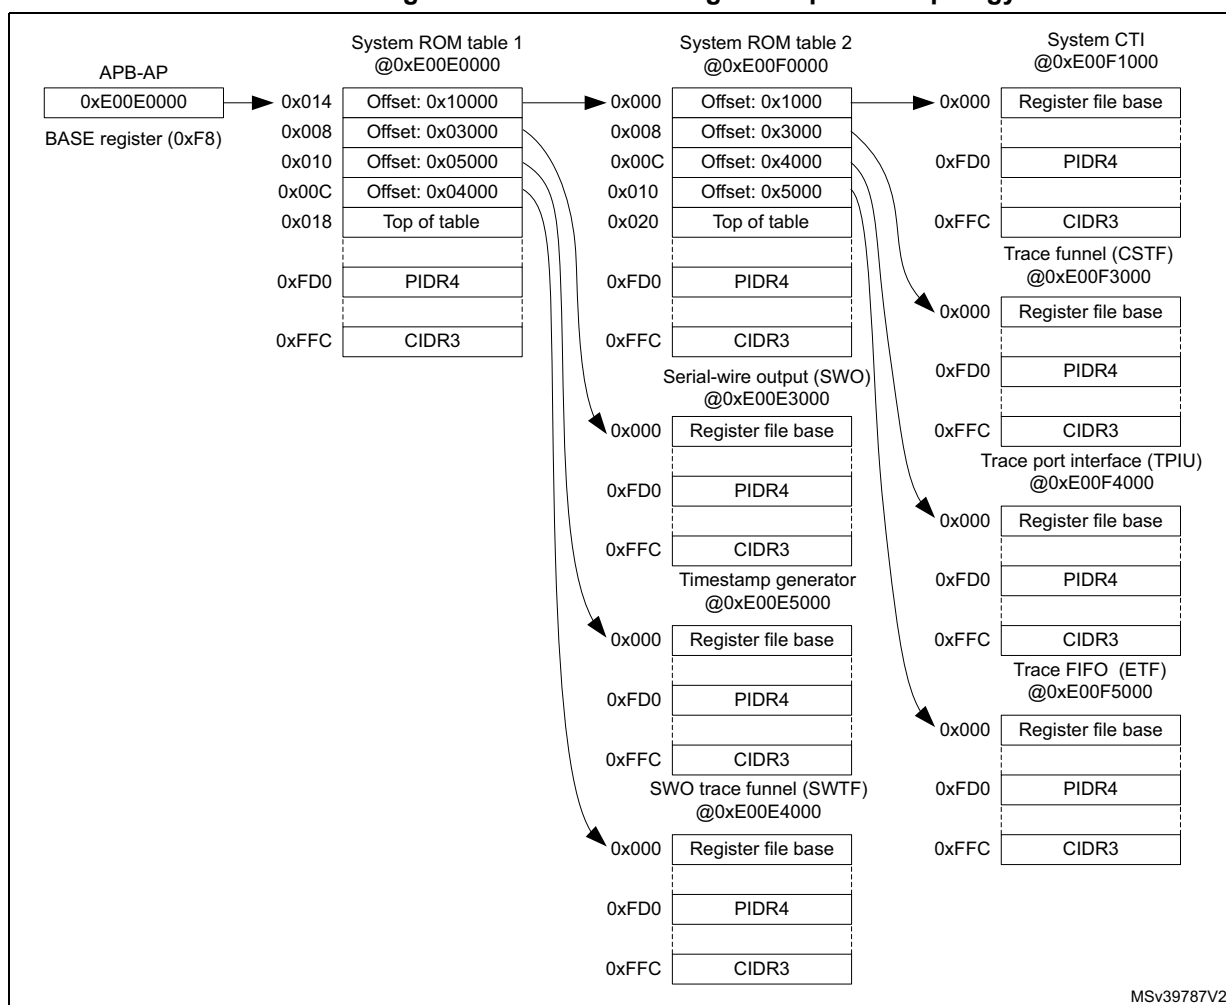 System ROM table 1
@0xE00E0000
System ROM table 2
@0xE00F0000
System CTI
@0xE00F1000
APB-AP
0xE00E0000
BASE register (0xF8)
0x014 Offset: 0x10000
0x008 Offset: 0x03000
0x010 Offset: 0x05000
0x00C Offset: 0x04000
0x018 Top of table
0xFD0 PIDR4
0xFFC CIDR3
0x000 Offset: 0x1000
0x008 Offset: 0x3000
0x00C Offset: 0x4000
0x010 Offset: 0x5000
0x020 Top of table
0xFD0 PIDR4
0xFFC CIDR3
Serial-wire output (SWO)
@0xE00E3000
0x000 Register file base
0xFD0 PIDR4
0xFFC CIDR3
Timestamp generator
@0xE00E5000
0x000 Register file base
0xFD0 PIDR4
0xFFC CIDR3
SWO trace funnel (SWTF)
@0xE00E4000
0x000 Register file base
0xFD0 PIDR4
0xFFC CIDR3
0x000 Register file base
0xFD0 PIDR4
0xFFC CIDR3
Trace funnel (CSTF)
@0xE00F3000
0x000 Register file base
0xFD0 PIDR4
0xFFC CIDR3
Trace port interface (TPIU)
@0xE00F4000
0x000 Register file base
0xFD0 PIDR4
0xFFC CIDR3
Trace FIFO (ETF)
@0xE00F5000
0x000 Register file base
0xFD0 PIDR4
0xFFC CIDR3
MSv39787V2